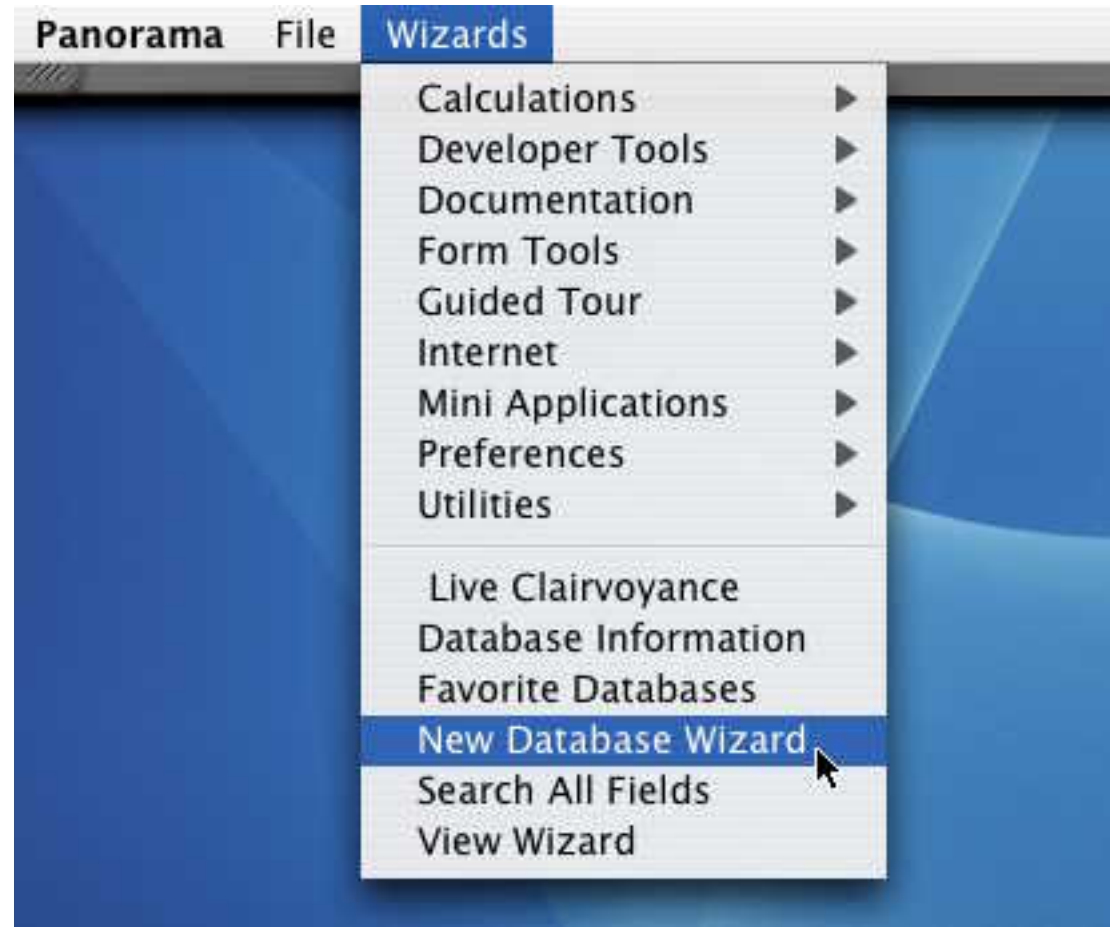 Panorama File Wizards
Calculations
Developer Tools
Documentation
Form Tools
Guided Tour
Internet
Mini Applications
Preferences
Utilities
Live Clairvoyance
Database Information
Favorite Databases
New Database Wizard
Search All Fields
View Wizard